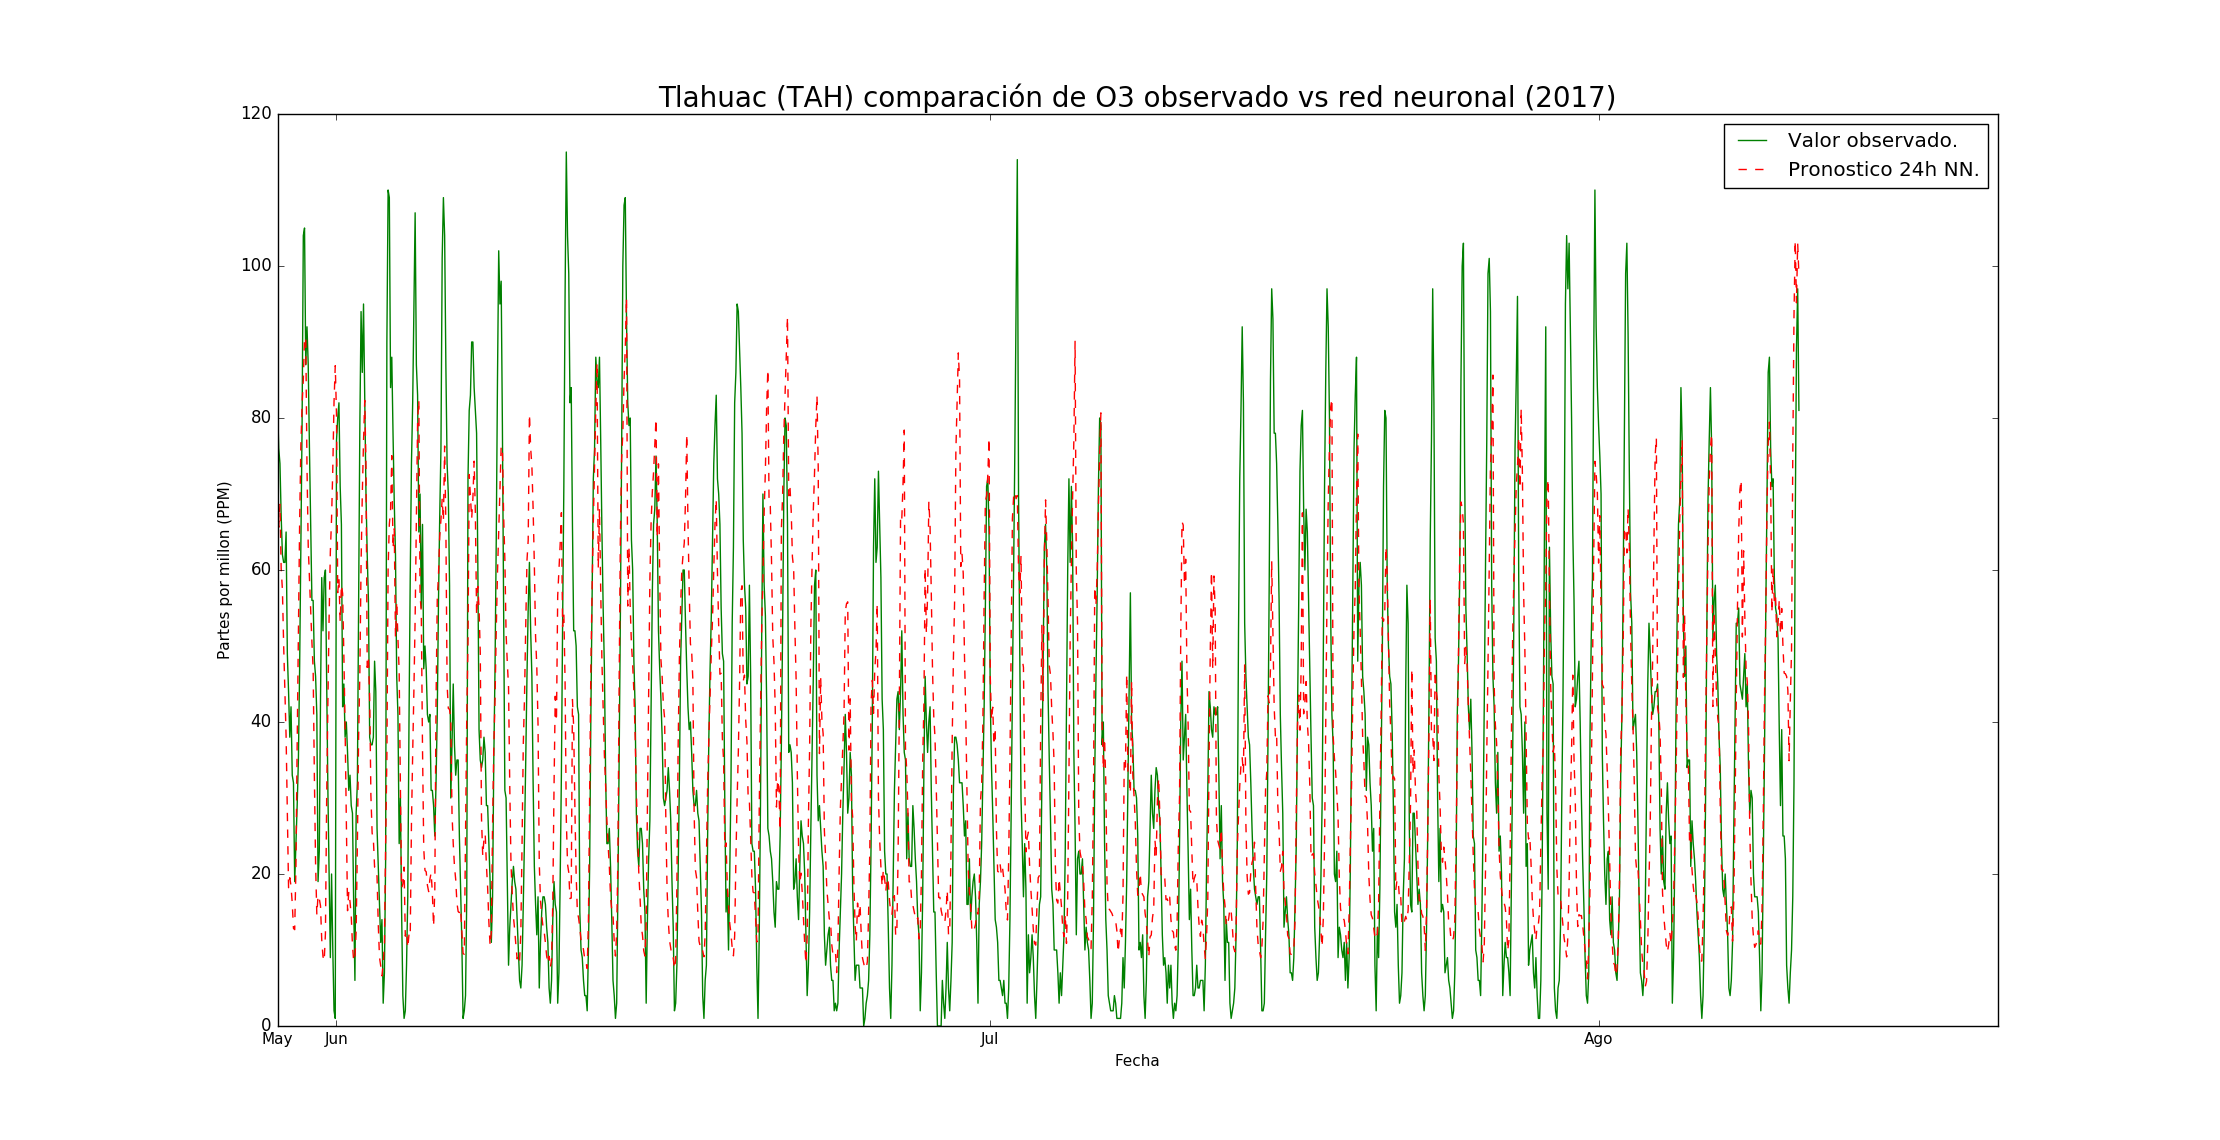 Tlahuac (TAH) comparación de O3 observado vs red neuronal (2017)
120
100
80
60
40
20
0
Partes por millon (PPM)
Valor observado.
Pronostico 24h NN.
May
Jun
Jul
Ago
Fecha